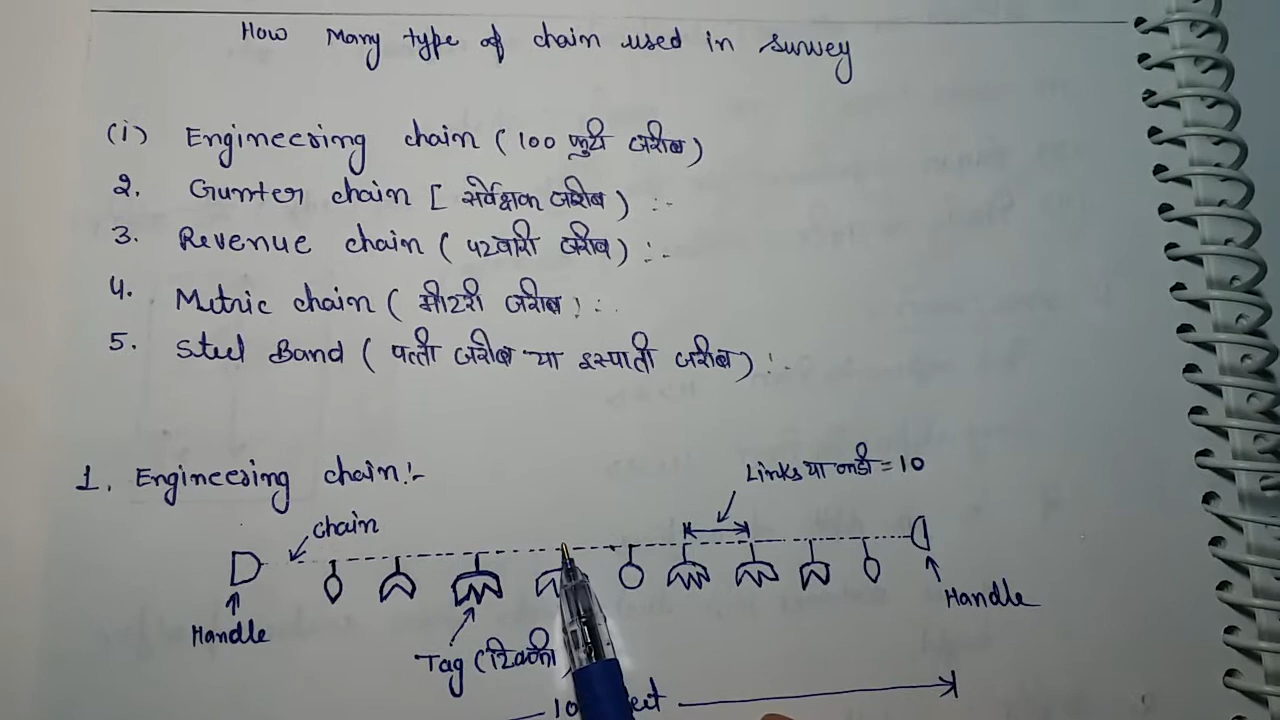 How Many type of chain used in survey
(i) Engineering chain (100 फुटी जरीब)
2. Gunter chain [सर्वेक्षक जरीब) :-
3. Revenue chain (पटवारी जरीब) :-
4. Metric chain (मीटरी जरीब) :-
5. Steel Band (पत्ती जरीब या इस्पाती जरीब) :-
1. Engineering chain :-
Links या कड़ी = 10
chain
Handle
Handle
Tag (टिक्की